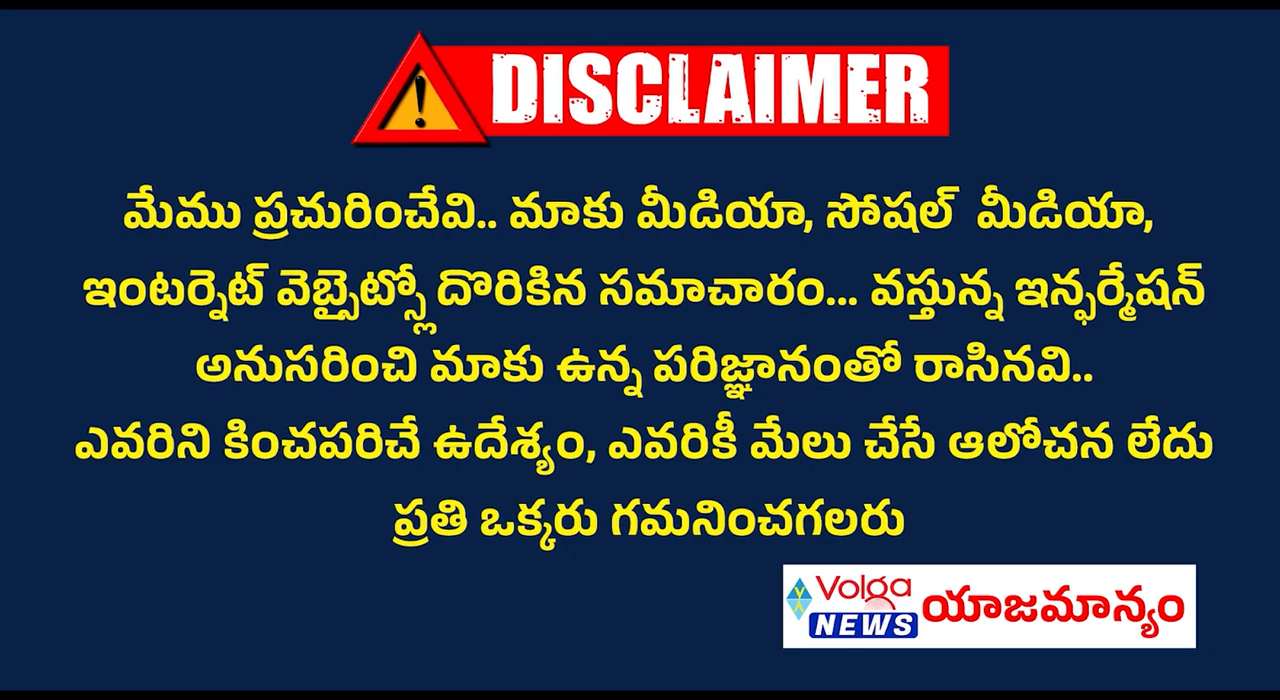 DISCLAIMER
మేము ప్రచురించేవి.. మాకు మీడియా, సోషల్ మీడియా,
ఇంటర్నెట్ వెబ్సైట్స్లో దొరికిన సమాచారం... వస్తున్న ఇన్ఫర్మేషన్
అనుసరించి మాకు ఉన్న పరిజ్ఞానంతో రాసినవి..
ఎవరిని కించపరిచే ఉదేశ్యం, ఎవరికీ మేలు చేసే ఆలోచన లేదు
ప్రతి ఒక్కరు గమనించగలరు
Volga NEWS యాజమాన్యం